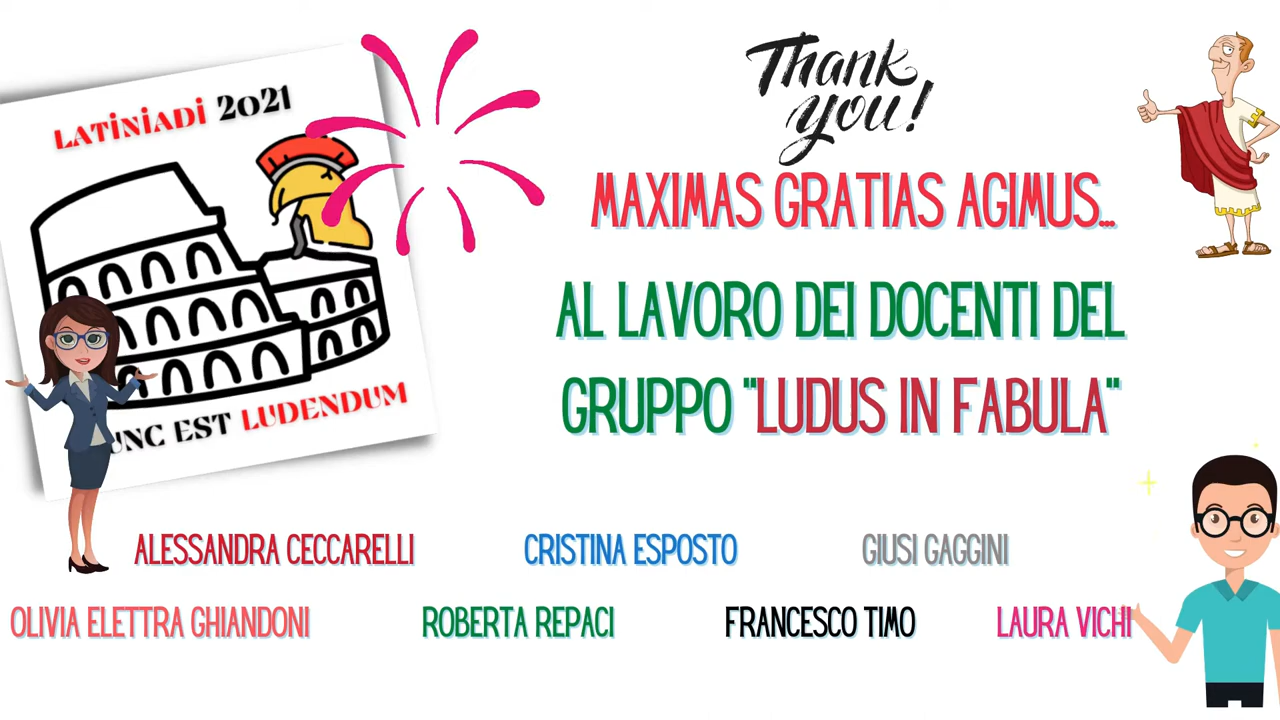 LATINIADI 2021
UNC EST LUDENDUM
Thank
you!
MAXIMAS GRATIAS AGIMUS...
AL LAVORO DEI DOCENTI DEL
GRUPPO "LUDUS IN FABULA"
ALESSANDRA CECCARELLI CRISTINA ESPOSTO GIUSI GAGGINI
OLIVIA ELETTRA GHIANDONI ROBERTA REPACI FRANCESCO TIMO LAURA VICHI